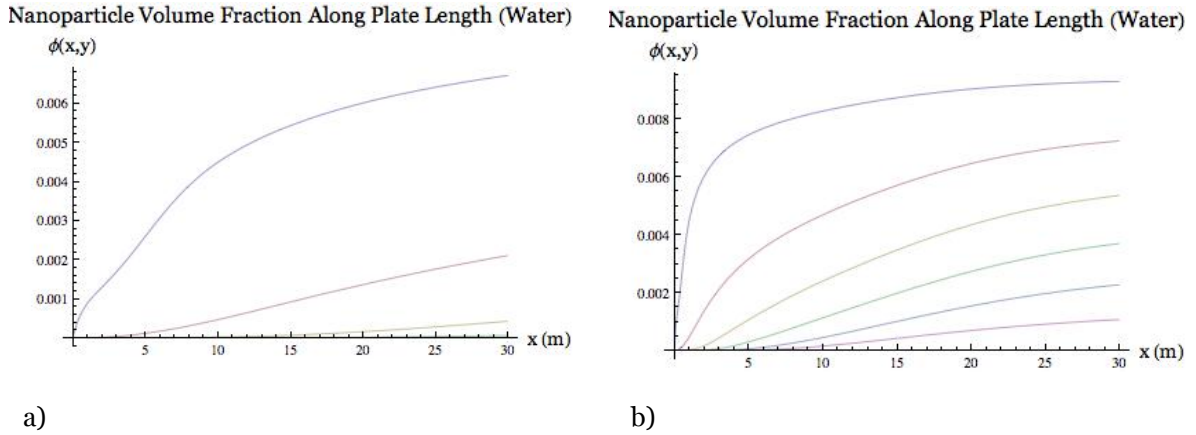 Nanoparticle Volume Fraction Along Plate Length (Water)
ϕ(x,y)
0.006
0.005
0.004
0.003
0.002
0.001
5 10 15 20 25 30 x (m)
a)
Nanoparticle Volume Fraction Along Plate Length (Water)
ϕ(x,y)
0.008
0.006
0.004
0.002
5 10 15 20 25 30 x (m)
b)